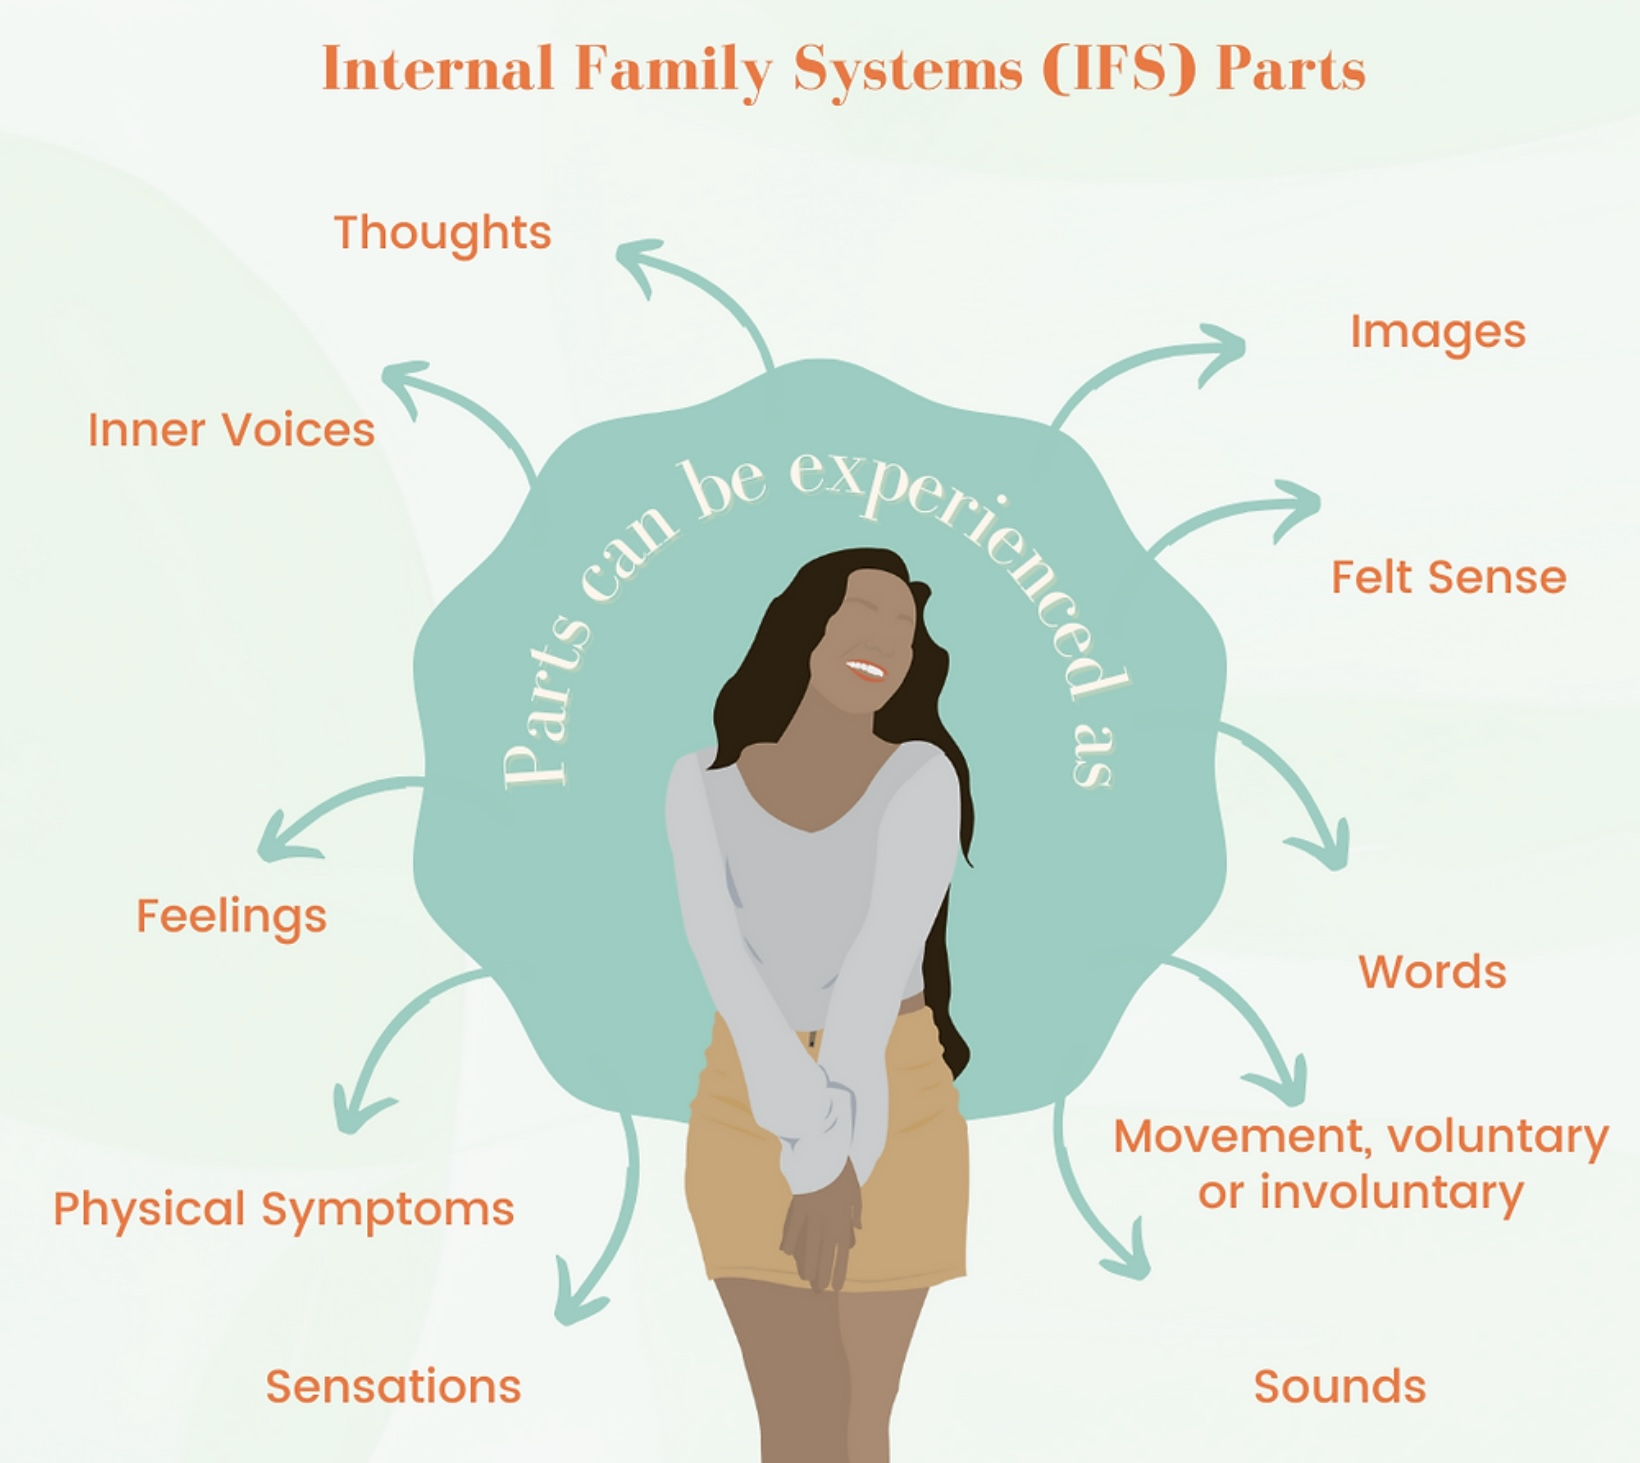 Internal Family Systems (IFS) Parts
Thoughts
Images
Inner Voices
Parts can be experienced as
Felt Sense
Feelings
Words
Movement, voluntary
or involuntary
Physical Symptoms
Sensations
Sounds